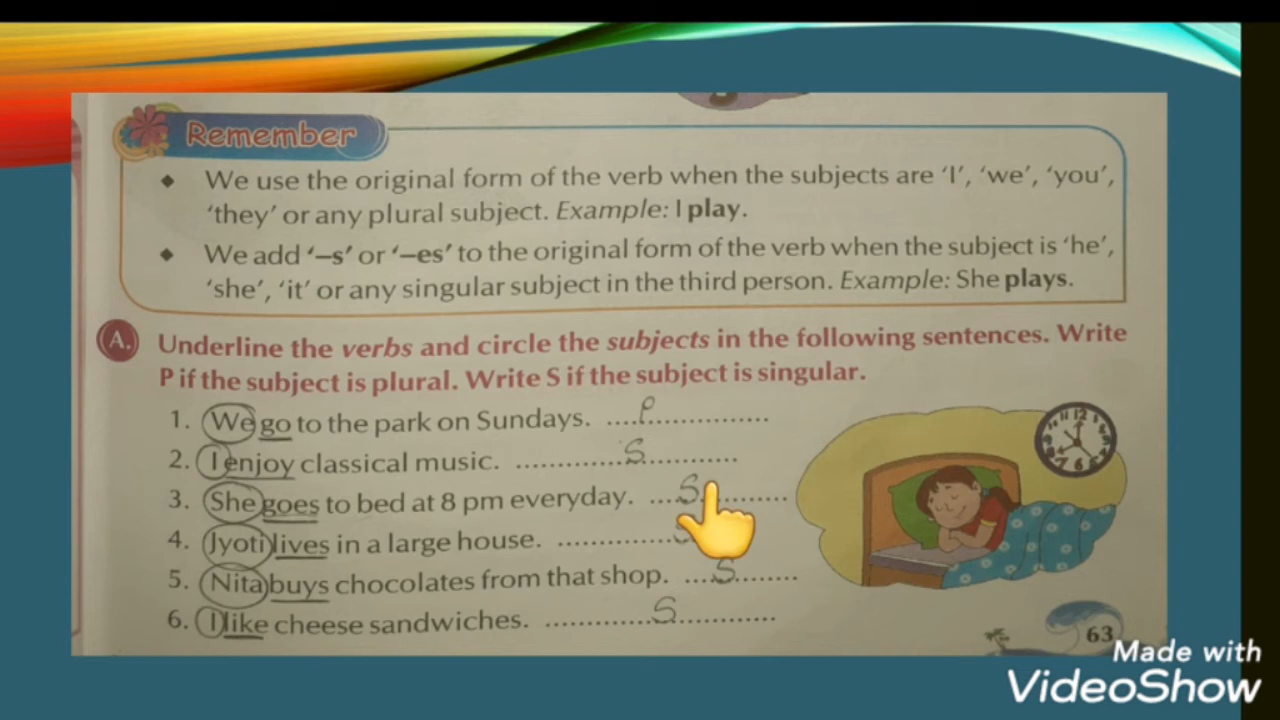 Remember
◆ We use the original form of the verb when the subjects are 'I', 'we', 'you',
'they' or any plural subject. Example: I play.
◆ We add '–s' or '–es' to the original form of the verb when the subject is 'he',
'she', 'it' or any singular subject in the third person. Example: She plays.
A. Underline the verbs and circle the subjects in the following sentences. Write
P if the subject is plural. Write S if the subject is singular.
1. We go to the park on Sundays. ....P...............
2. I enjoy classical music. ...............S............
3. She goes to bed at 8 pm everyday. ....S...........
4. Jyoti lives in a large house. ...............S
5. Nita buys chocolates from that shop. ....S........
6. I like cheese sandwiches. ...............S.............
12
9
7 6 5
63
Made with
VideoShow